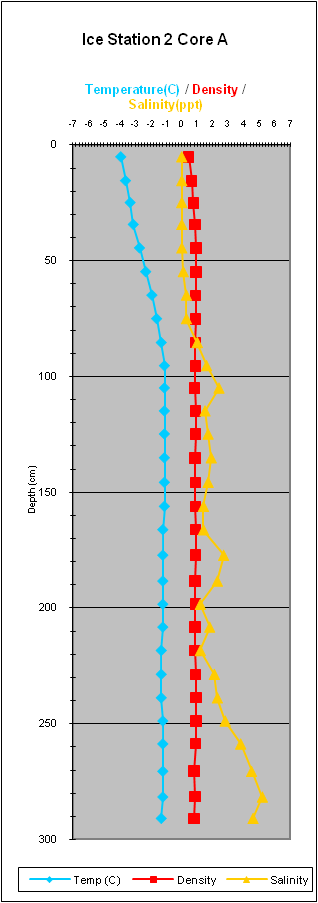 Ice Station 2 Core A
Temperature(C) / Density /
Salinity(ppt)
-7 -6 -5 -4 -3 -2 -1 0 1 2 3 4 5 6 7
0
50
100
150
200
250
300
Depth (cm)
Temp (C) Density Salinity